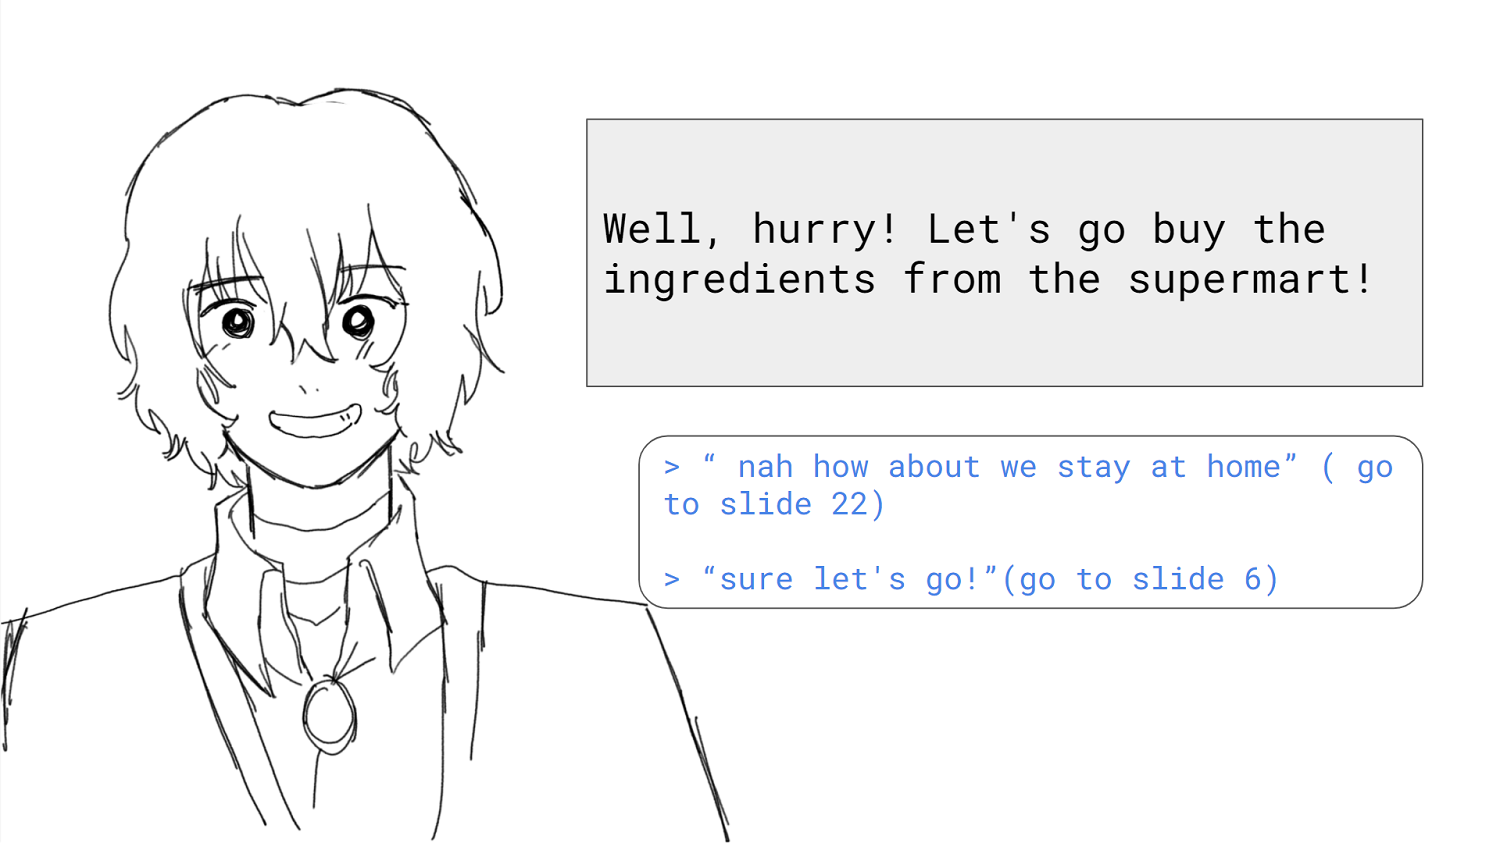 Well, hurry! Let's go buy the
ingredients from the supermart!
> “ nah how about we stay at home” ( go
to slide 22)
> “sure let's go!”(go to slide 6)